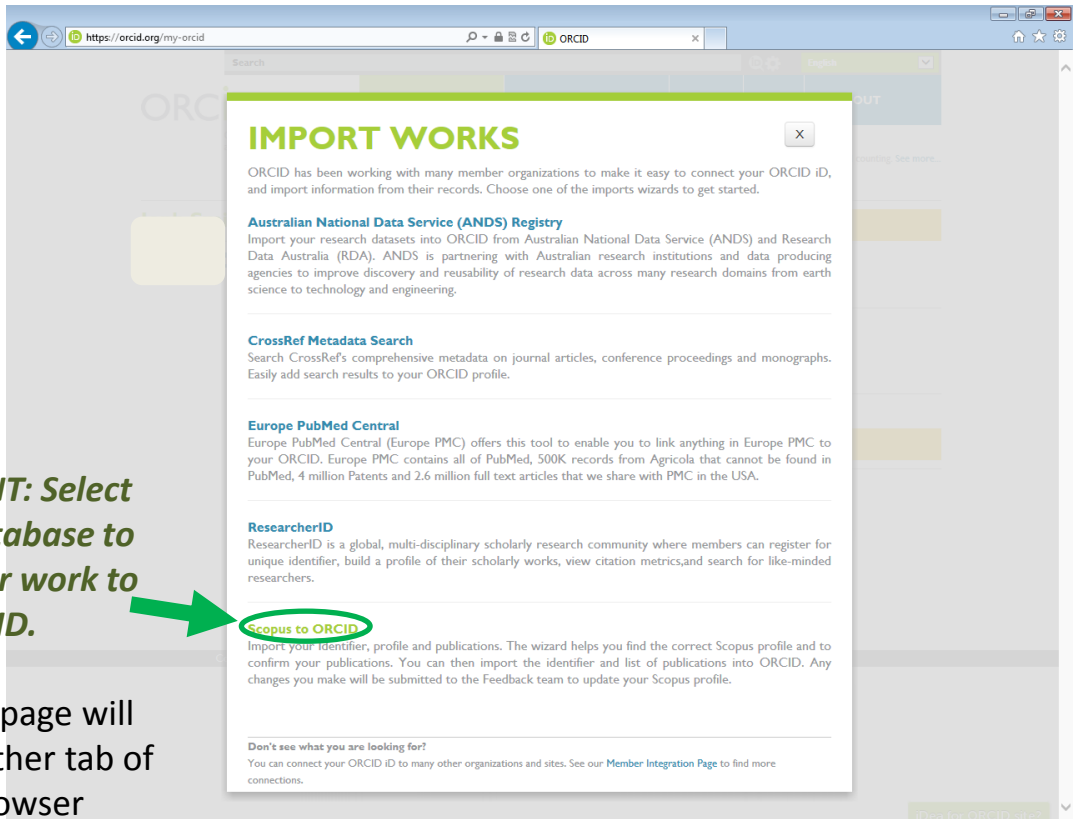 https://orcid.org/my-orcid
ORCID
Search
English
ORC
OUT
See more..
IMPORT WORKS
X
ORCID has been working with many member organizations to make it easy to connect your ORCID iD,
and import information from their records. Choose one of the imports wizards to get started.
Australian National Data Service (ANDS) Registry
Import your research datasets into ORCID from Australian National Data Service (ANDS) and Research
Data Australia (RDA). ANDS is partnering with Australian research institutions and data producing
agencies to improve discovery and reusability of research data across many research domains from earth
science to technology and engineering.
CrossRef Metadata Search
Search CrossRef's comprehensive metadata on journal articles, conference proceedings and monographs.
Easily add search results to your ORCID profile.
Europe PubMed Central
Europe PubMed Central (Europe PMC) offers this tool to enable you to link anything in Europe PMC to
your ORCID. Europe PMC contains all of PubMed, 500K records from Agricola that cannot be found in
PubMed, 4 million Patents and 2.6 million full text articles that we share with PMC in the USA.
ResearcherID
ResearcherID is a global, multi-disciplinary scholarly research community where members can register for
unique identifier, build a profile of their scholarly works, view citation metrics,and search for like-minded
researchers.
Scopus to ORCID
Import your Identifier, profile and publications. The wizard helps you find the correct Scopus profile and to
confirm your publications. You can then import the identifier and list of publications into ORCID. Any
changes you make will be submitted to the Feedback team to update your Scopus profile.
Don't see what you are looking for?
You can connect your ORCID iD to many other organizations and sites. See our Member Integration Page to find more
connections.
NT: Select
tabase to
r work to
ID.
page will
ther tab of
owser